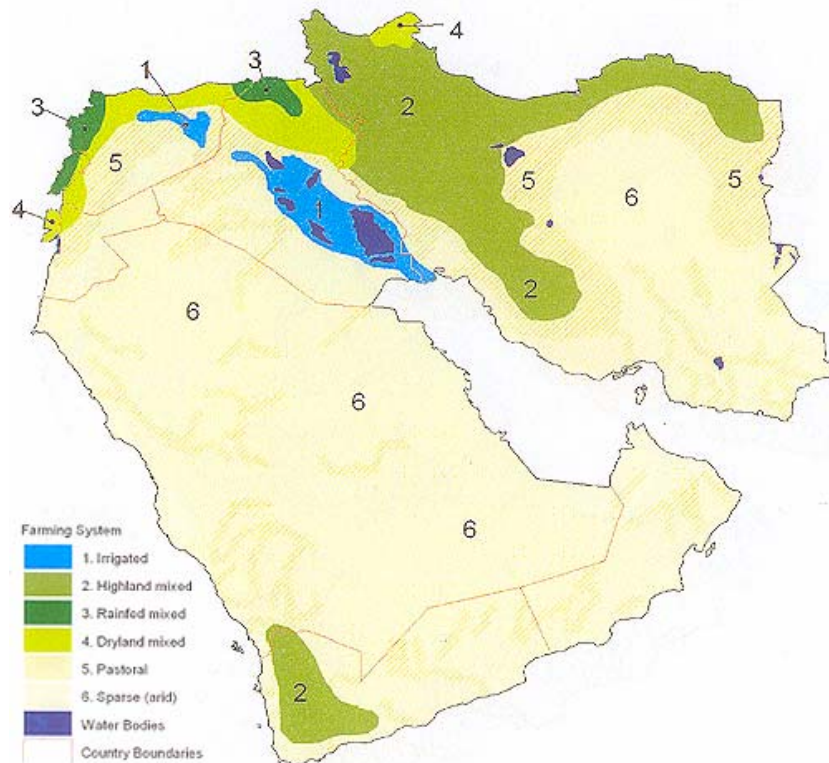 4
3
1
2
3
5
5
6
5
4
1
2
6
6
6
2
Farming System
1. Irrigated
2. Highland mixed
3. Rainfed mixed
4. Dryland mixed
5. Pastoral
6. Sparse (arid)
Water Bodies
Country Boundaries